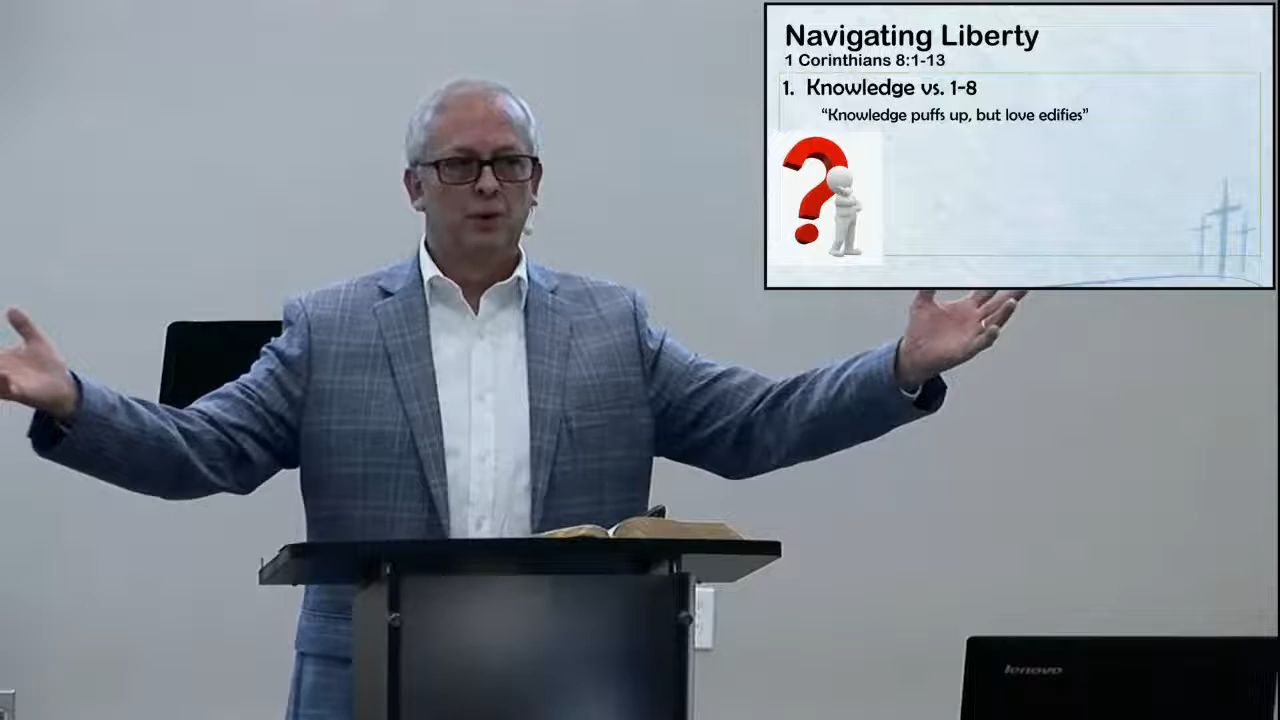 Navigating Liberty
1 Corinthians 8:1-13
1. Knowledge vs. 1-8
“Knowledge puffs up, but love edifies”
lenovo